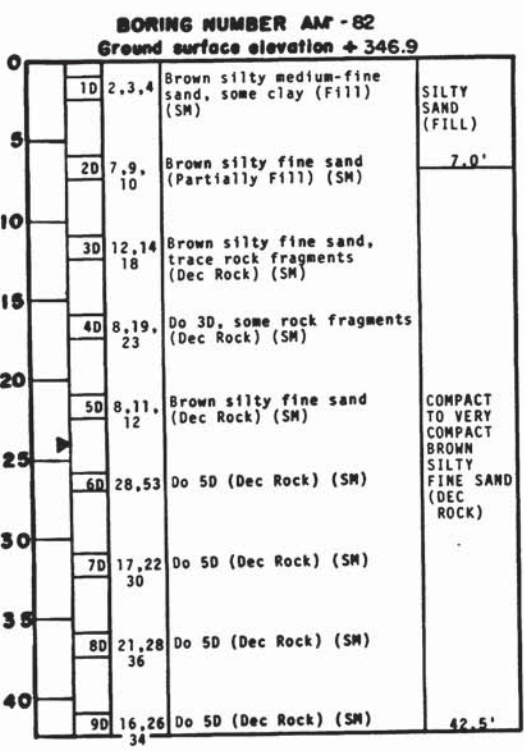 BORING NUMBER AM - 82
Ground surface elevation + 346.9
0
1D 2,3,4 Brown silty medium-fine
sand, some clay (Fill)
(SM)
SILTY
SAND
(FILL)
5
7.0'
2D 7,9, Brown silty fine sand
10 (Partially Fill) (SM)
10
3D 12,14 Brown silty fine sand,
18 trace rock fragments
(Dec Rock) (SM)
15
4D 8,19, Do 3D, some rock fragments
23 (Dec Rock) (SM)
20
5D 8,11, Brown silty fine sand
12 (Dec Rock) (SM)
COMPACT
TO VERY
COMPACT
BROWN
SILTY
FINE SAND
(DEC
ROCK)
25
6D 28,53 Do 5D (Dec Rock) (SM)
30
7D 17,22 Do 5D (Dec Rock) (SM)
30
35
8D 21,28 Do 5D (Dec Rock) (SM)
36
40
9D 16,26 Do 5D (Dec Rock) (SM)
34
42.5'